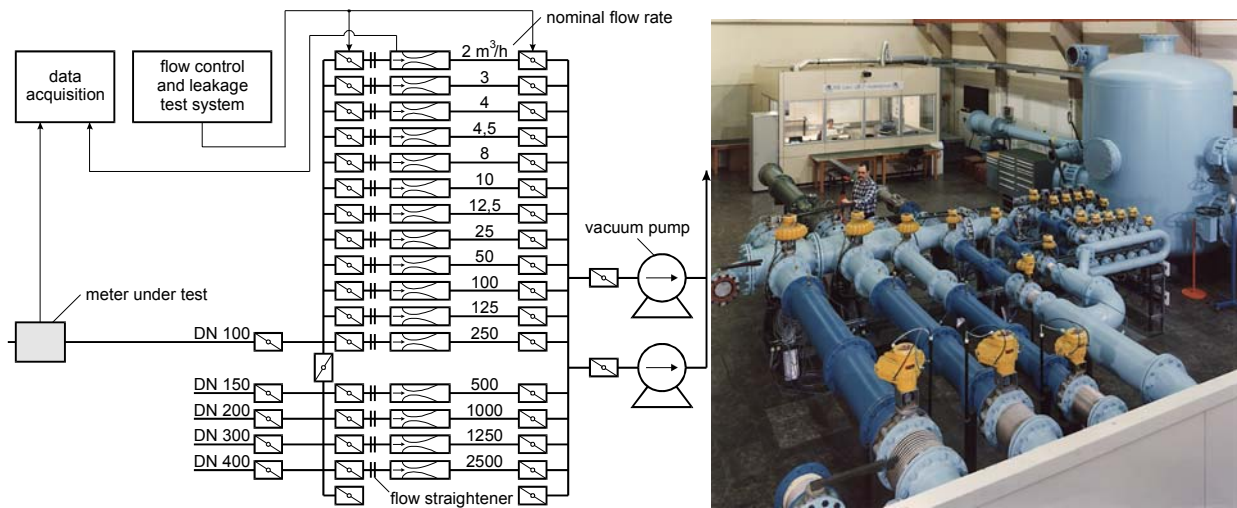 nominal flow rate
data
acquisition
flow control
and leakage
test system
2 m³/h
3
4
4,5
8
10
12,5
25
50
100
125
250
vacuum pump
meter under test
DN 100
DN 150
500
DN 200
1000
DN 300
1250
DN 400
2500
flow straightener